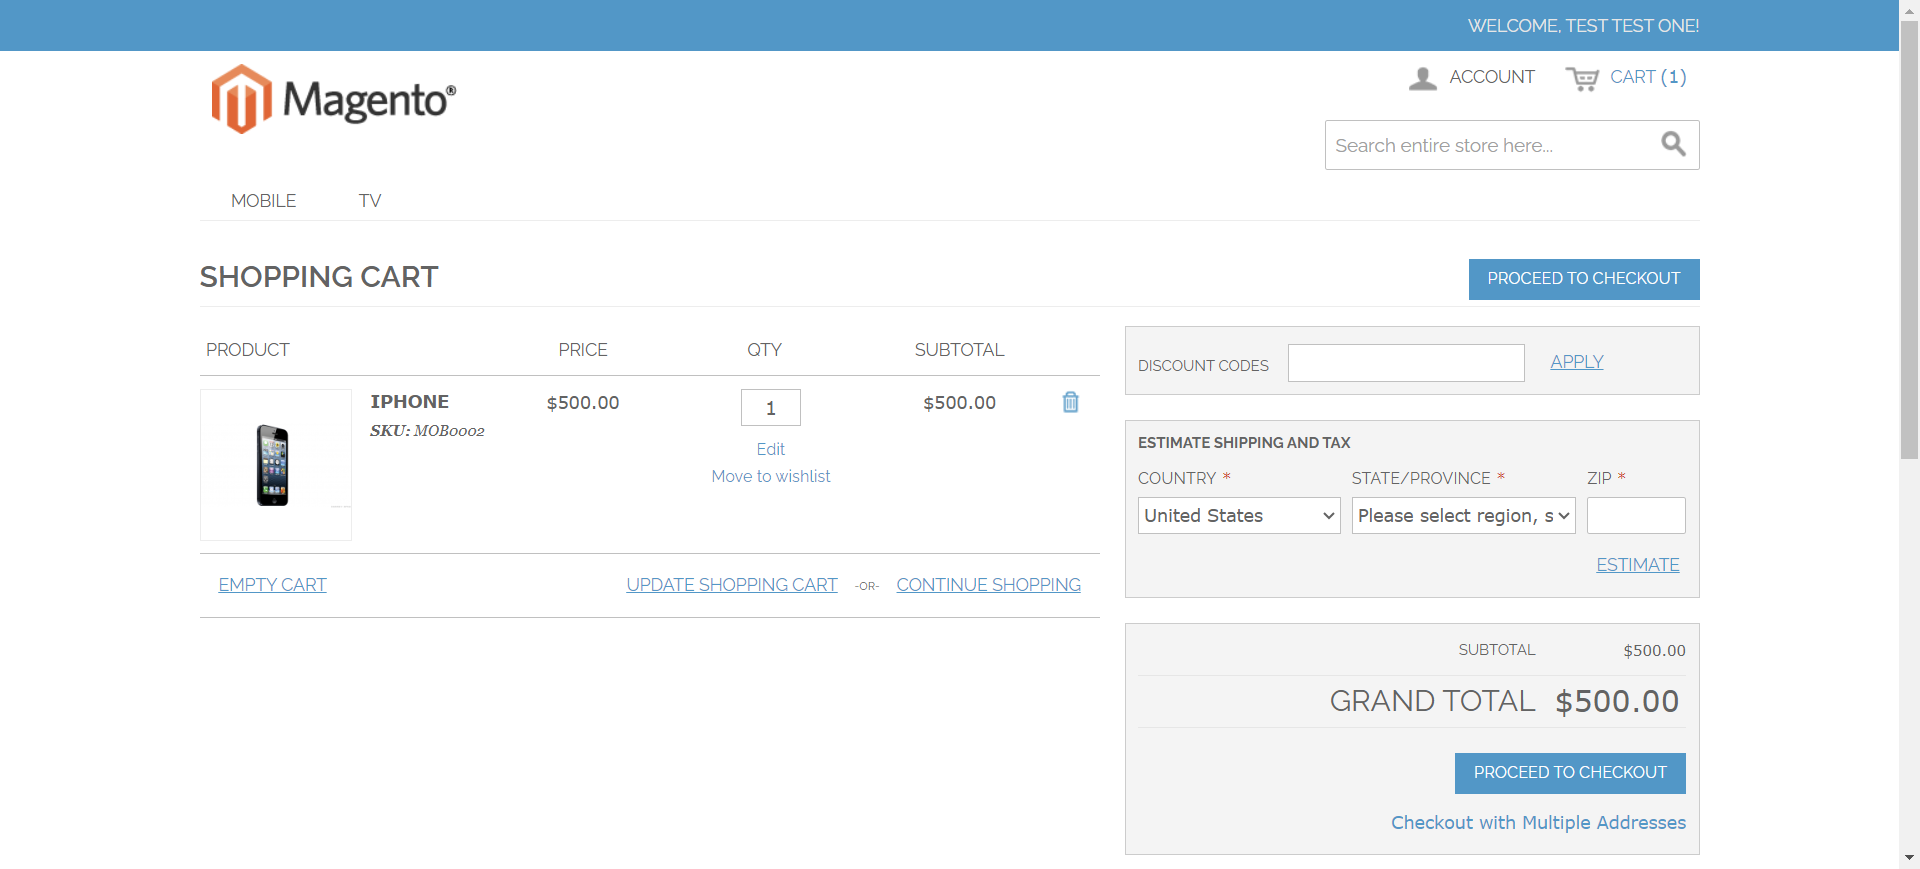 WELCOME, TEST TEST ONE!
Magento®
ACCOUNT
CART (1)
Search entire store here...
MOBILE
TV
SHOPPING CART
PROCEED TO CHECKOUT
PRODUCT PRICE QTY SUBTOTAL
IPHONE $500.00 1 $500.00
SKU: MOB0002
Edit
Move to wishlist
EMPTY CART
UPDATE SHOPPING CART -OR- CONTINUE SHOPPING
DISCOUNT CODES
APPLY
ESTIMATE SHIPPING AND TAX
COUNTRY * STATE/PROVINCE * ZIP *
United States Please select region, s
ESTIMATE
SUBTOTAL $500.00
GRAND TOTAL $500.00
PROCEED TO CHECKOUT
Checkout with Multiple Addresses